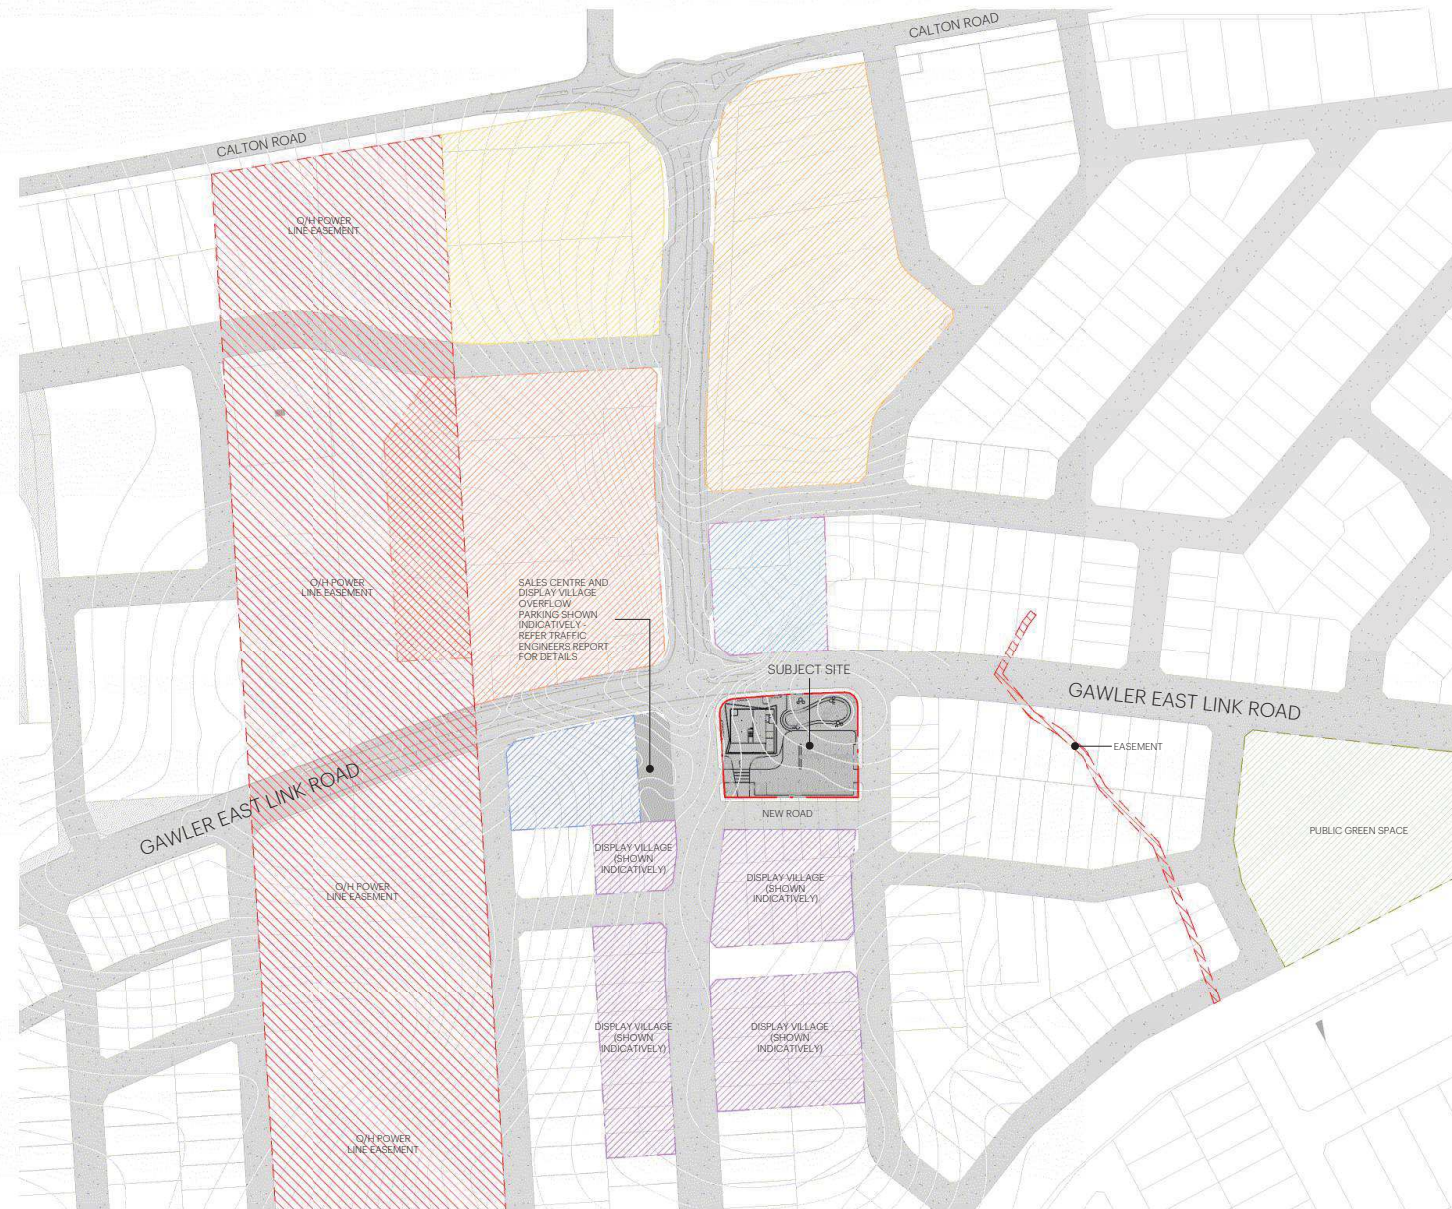 CALTON ROAD
CALTON ROAD
O/H POWER
LINE EASEMENT
O/H POWER
LINE EASEMENT
SALES CENTRE AND
DISPLAY VILLAGE
OVERFLOW
PARKING SHOWN
INDICATIVELY -
REFER TRAFFIC
ENGINEERS REPORT
FOR DETAILS
SUBJECT SITE
GAWLER EAST LINK ROAD
EASEMENT
GAWLER EAST LINK ROAD
NEW ROAD
PUBLIC GREEN SPACE
DISPLAY VILLAGE
(SHOWN
INDICATIVELY)
DISPLAY VILLAGE
(SHOWN
INDICATIVELY)
O/H POWER
LINE EASEMENT
DISPLAY VILLAGE
(SHOWN
INDICATIVELY)
DISPLAY VILLAGE
(SHOWN
INDICATIVELY)
O/H POWER
LINE EASEMENT